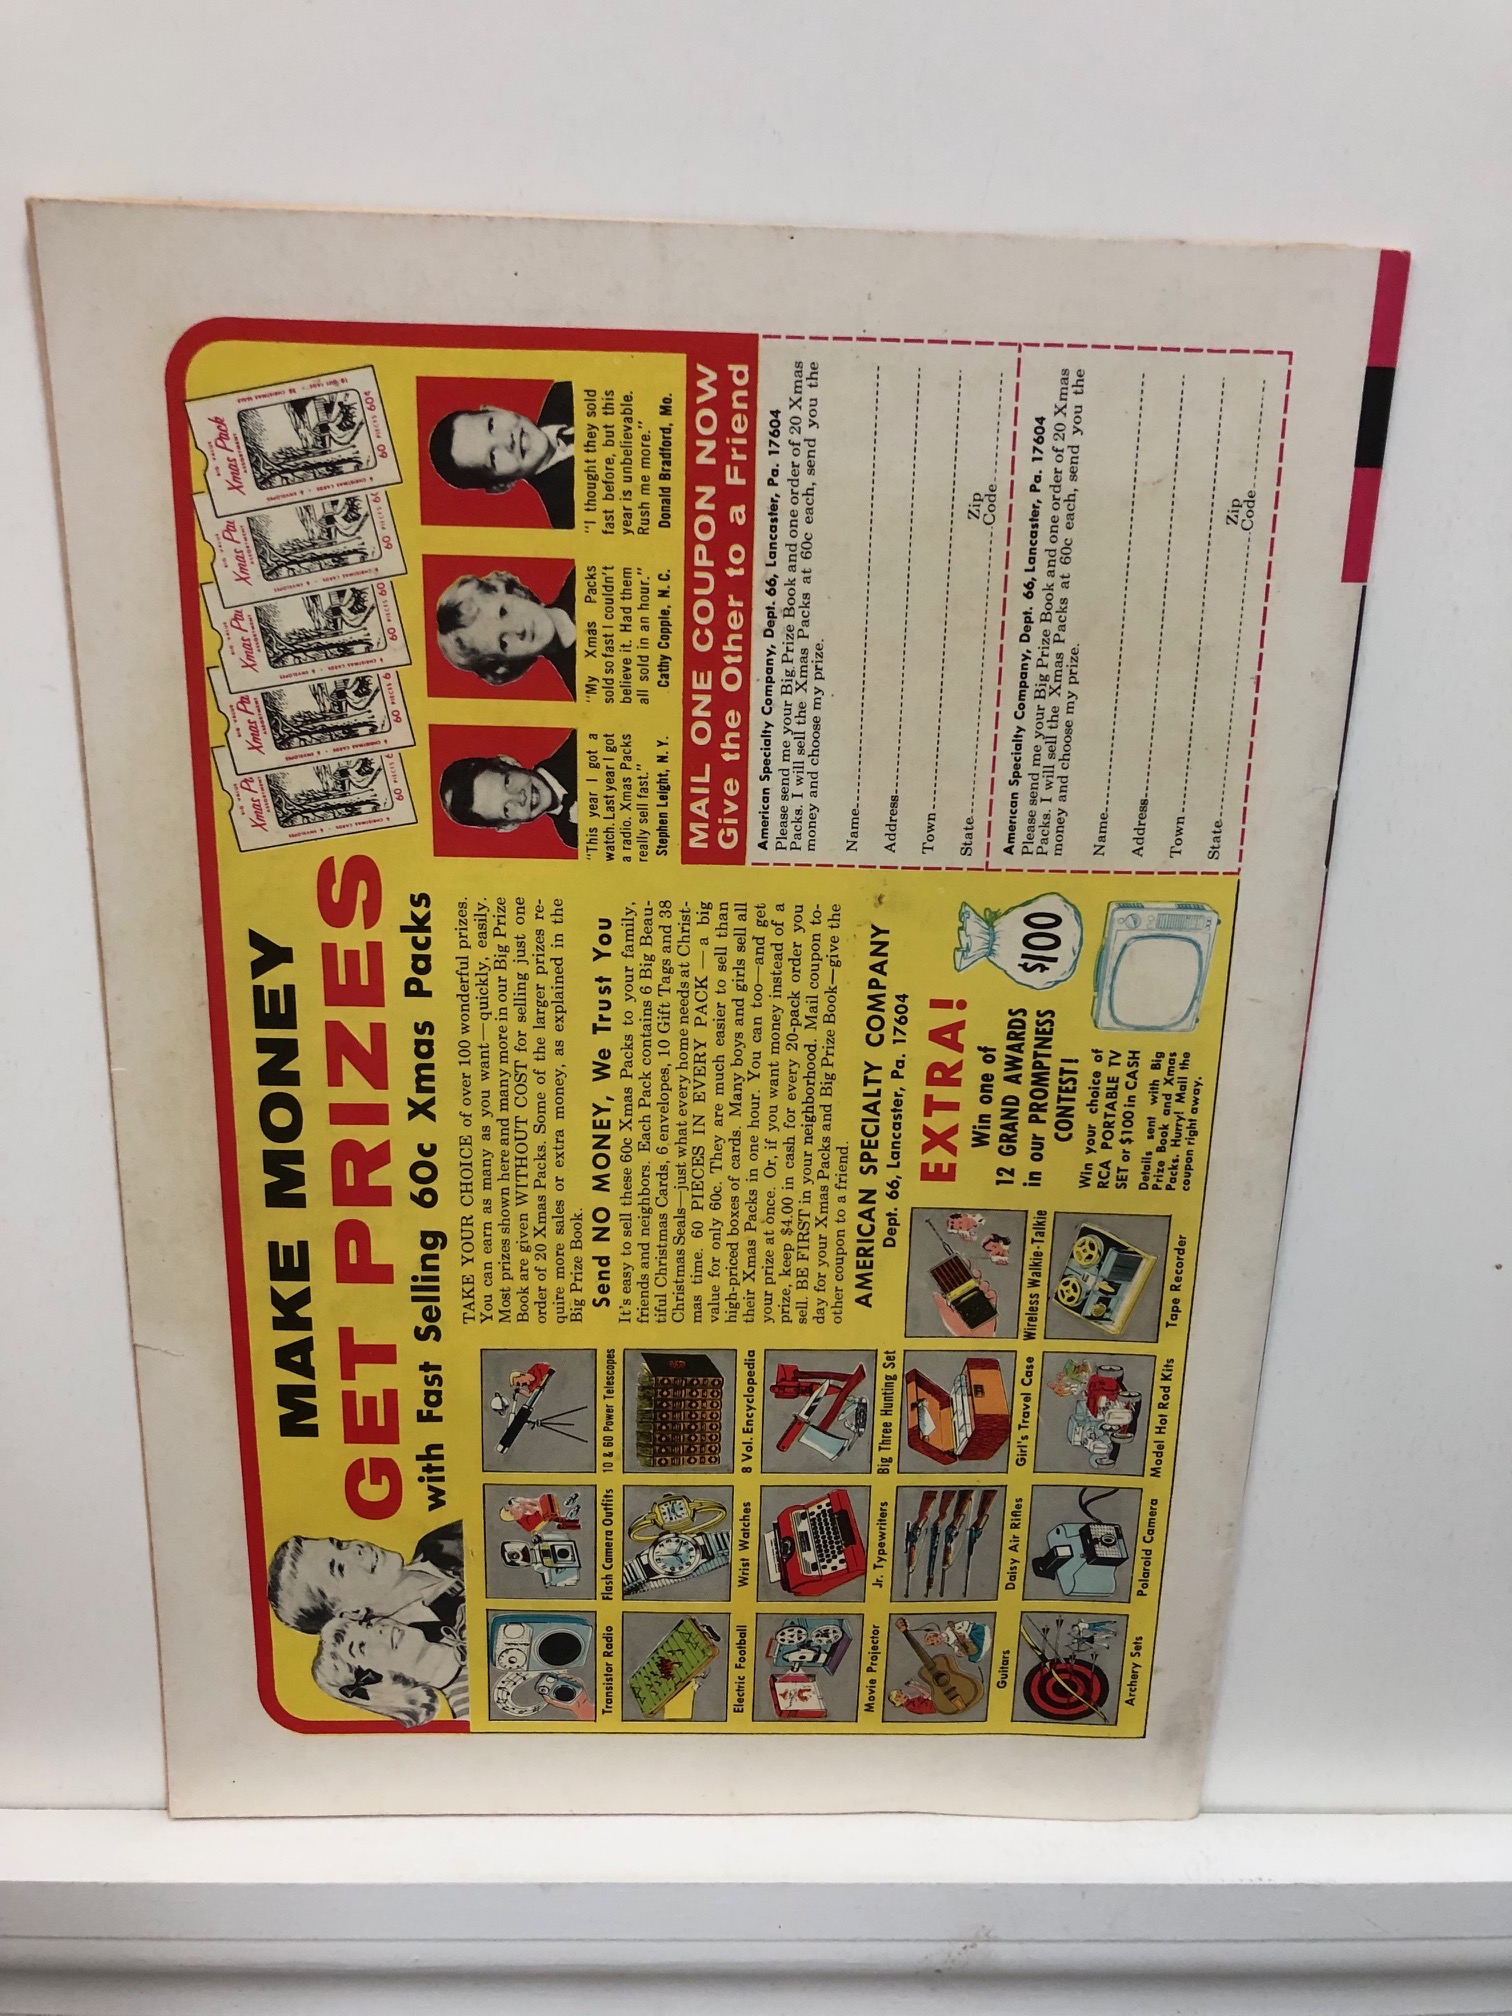 MAKE MONEY
GET PRIZES
with Fast Selling 60c Xmas Packs
BIG VALUE
Xmas Pack
ASSORTMENT
6 CHRISTMAS CARDS • 6 ENVELOPES
60 PIECES 60¢
TAKE YOUR CHOICE of over 100 wonderful prizes.
You can earn as many as you want—quickly, easily.
Most prizes shown here and many more in our Big Prize
Book are given WITHOUT COST for selling just one
order of 20 Xmas Packs. Some of the larger prizes re-
quire more sales or extra money, as explained in the
Big Prize Book.
Send NO MONEY, We Trust You
It's easy to sell these 60c Xmas Packs to your family,
friends and neighbors. Each Pack contains 6 Big Beau-
tiful Christmas Cards, 6 envelopes, 10 Gift Tags and 38
Christmas Seals—just what every home needs at Christ-
mas time. 60 PIECES IN EVERY PACK — a big
value for only 60c. They are much easier to sell than
high-priced boxes of cards. Many boys and girls sell all
their Xmas Packs in one hour. You can too—and get
your prize at once. Or, if you want money instead of a
prize, keep $4.00 in cash for every 20-pack order you
sell. BE FIRST in your neighborhood. Mail coupon to-
day for your Xmas Packs and Big Prize Book—give the
other coupon to a friend.
AMERICAN SPECIALTY COMPANY
Dept. 66, Lancaster, Pa. 17604
Transistor Radio
Flash Camera Outfits
10 & 60 Power Telescopes
Electric Football
Wrist Watches
8 Vol. Encyclopedia
Movie Projector
Jr. Typewriters
Big Three Hunting Set
Guitars
Daisy Air Rifles
Girl's Travel Case
Wireless Walkie-Talkie
Archery Sets
Polaroid Camera
Model Hot Rod Kits
Tape Recorder
EXTRA!
Win one of
12 GRAND AWARDS
in our PROMPTNESS
CONTEST!
$100
Win your choice of
RCA PORTABLE TV
SET or $100 in CASH
Details sent with Big
Prize Book and Xmas
Packs. Hurry! Mail the
coupon right away.
"This year I got a
watch. Last year I got
a radio. Xmas Packs
really sell fast."
Stephen Leight, N. Y.
"My Xmas Packs
sold so fast I couldn't
believe it. Had them
all sold in an hour."
Cathy Copple, N. C.
"I thought they sold
fast before, but this
year is unbelievable.
Rush me more."
Donald Bradford, Mo.
MAIL ONE COUPON NOW
Give the Other to a Friend
American Specialty Company, Dept. 66, Lancaster, Pa. 17604
Please send me your Big Prize Book and one order of 20 Xmas
Packs. I will sell the Xmas Packs at 60c each, send you the
money and choose my prize.
Name
Address
Town
State Zip Code
American Specialty Company, Dept. 66, Lancaster, Pa. 17604
Please send me your Big Prize Book and one order of 20 Xmas
Packs. I will sell the Xmas Packs at 60c each, send you the
money and choose my prize.
Name
Address
Town
State Zip Code